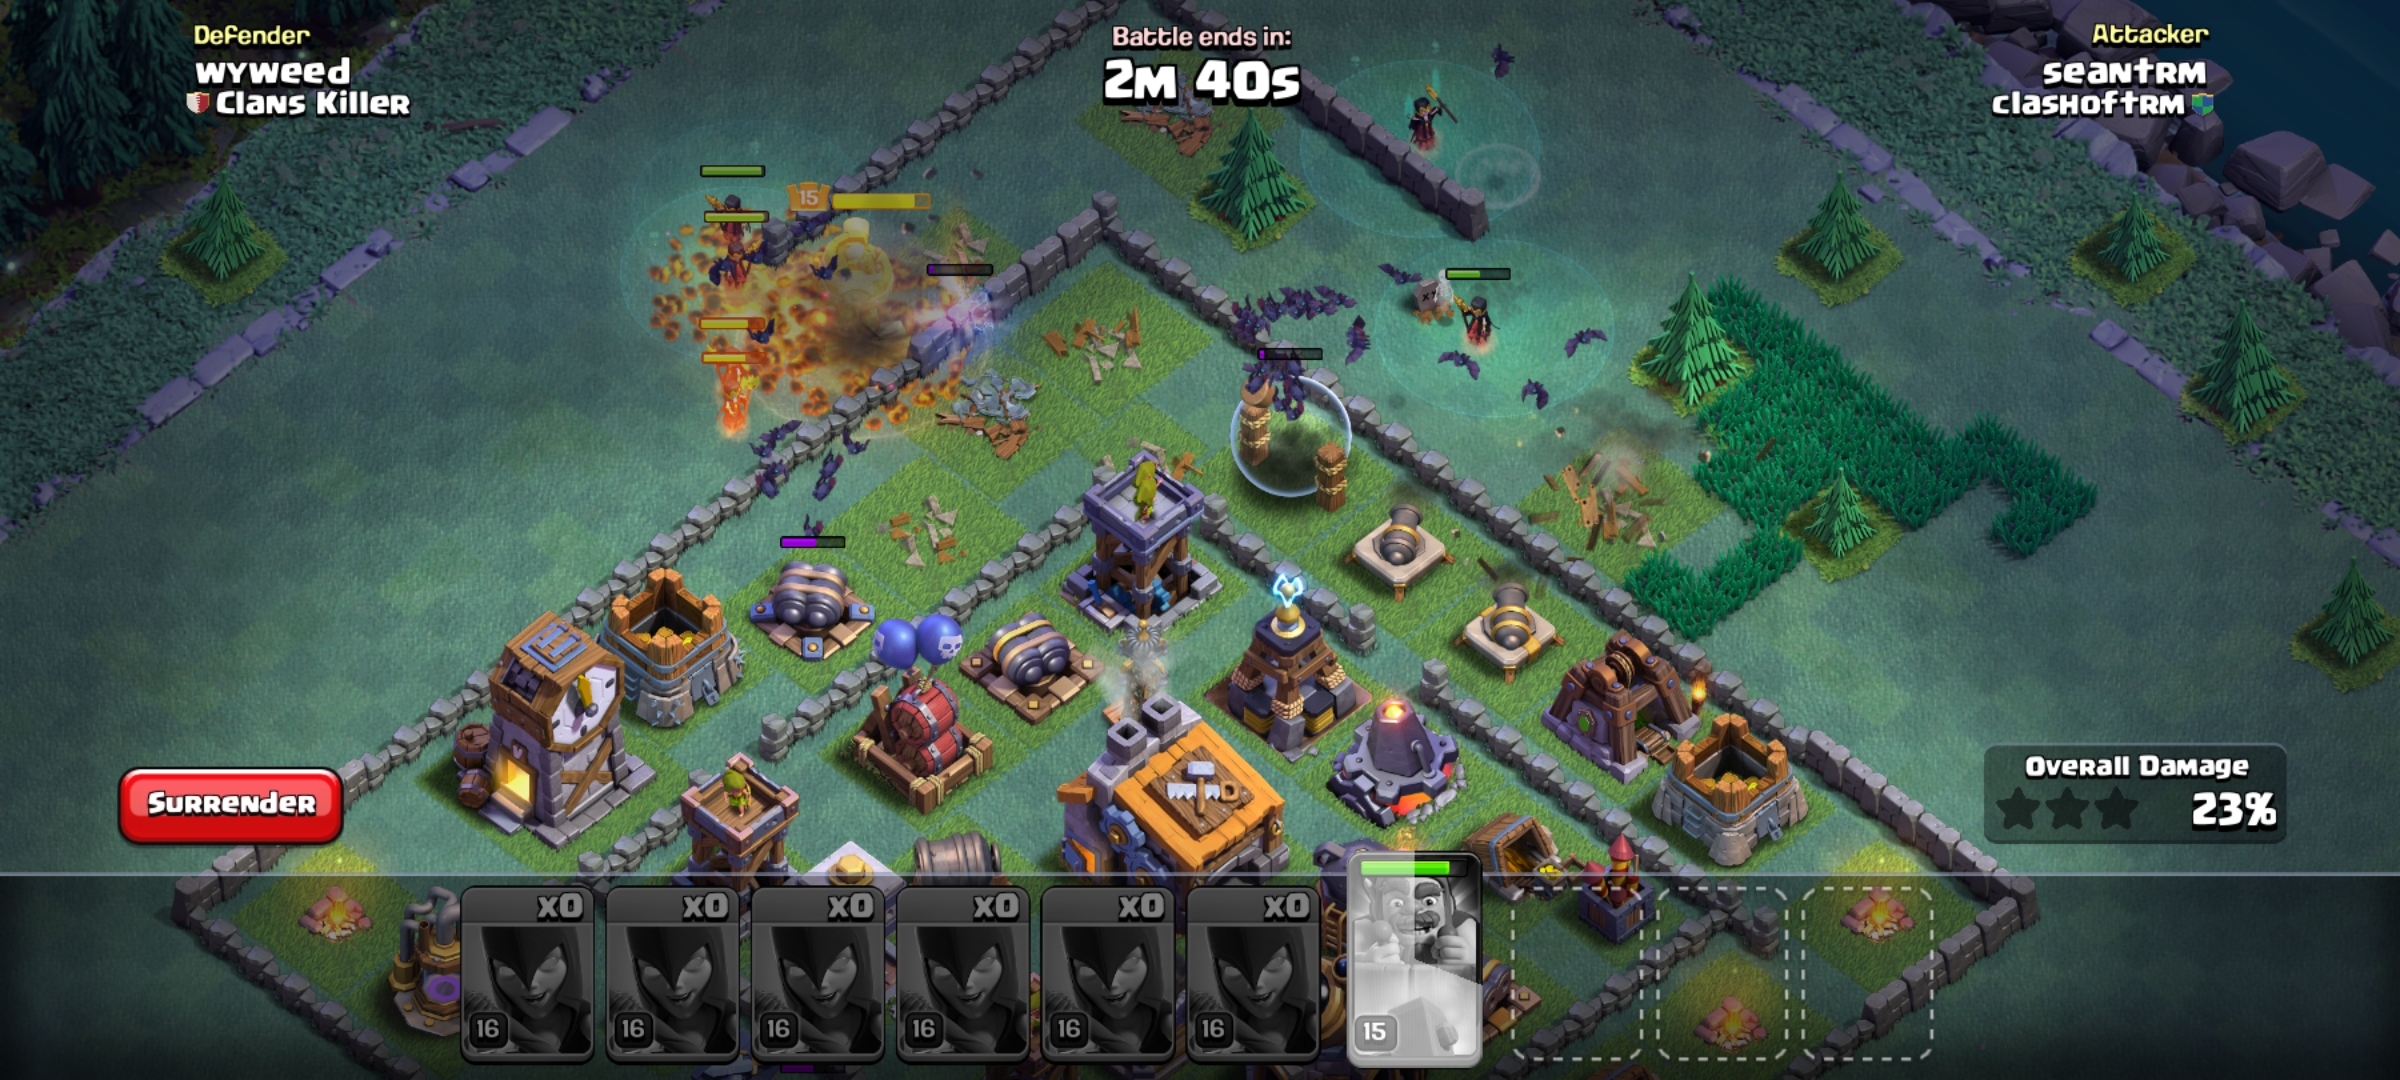 Defender
wyweed
Clans Killer
Battle ends in:
2M 40s
Attacker
seantrm
clashoftrm
15
Surrender
Overall Damage
23%
x0 x0 x0 x0 x0 x0
16 16 16 16 16 16 15